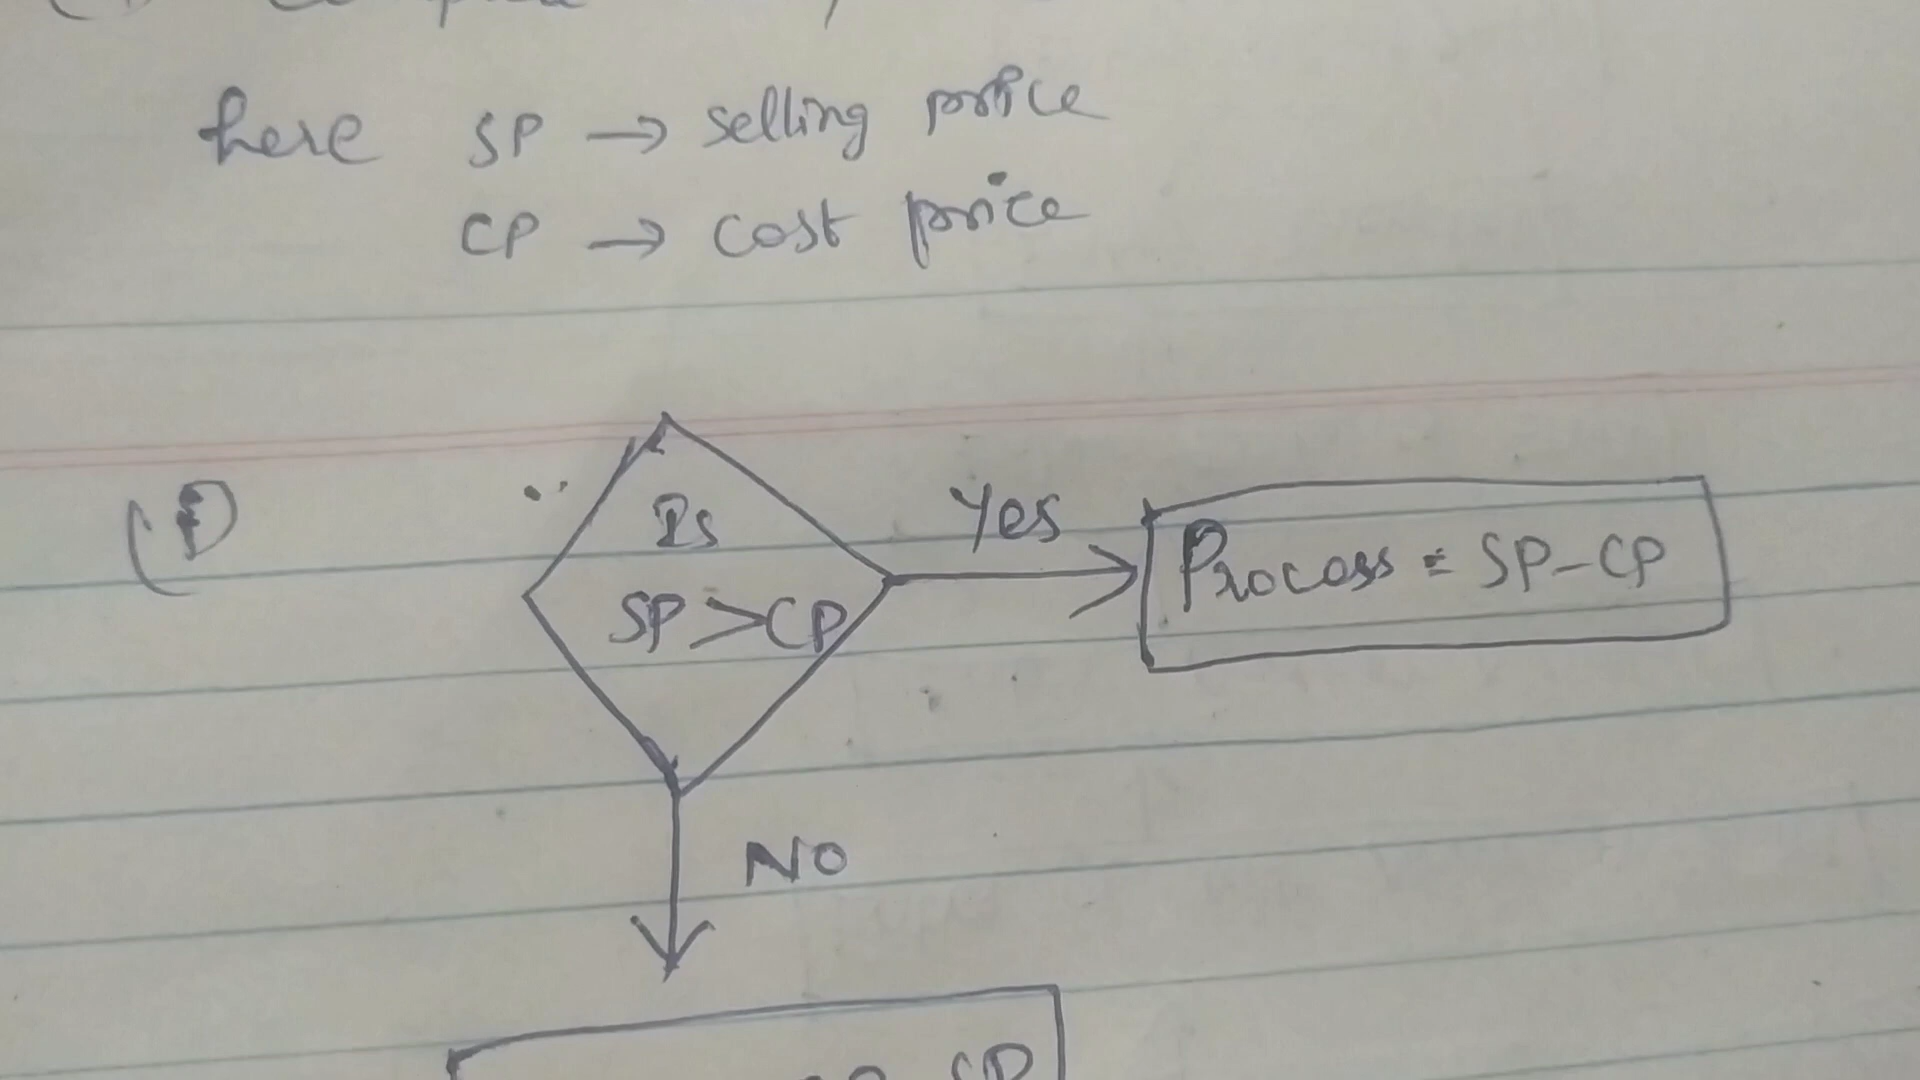 here SP → selling price
CP → cost price
Is
SP > CP
Yes
Process = SP - CP
NO